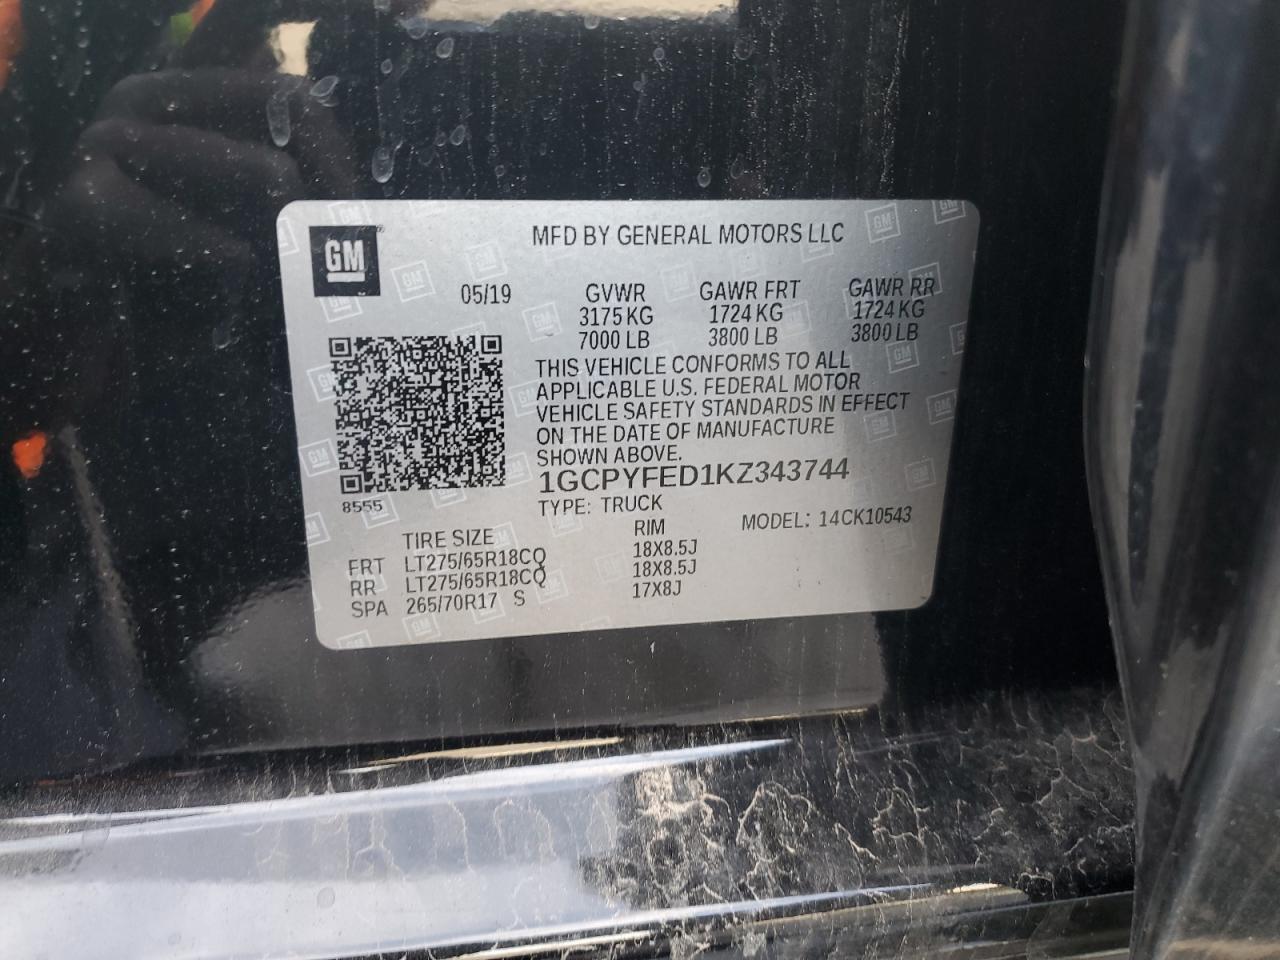 GM
MFD BY GENERAL MOTORS LLC
05/19 GVWR GAWR FRT GAWR RR
3175 KG 1724 KG 1724 KG
7000 LB 3800 LB 3800 LB
THIS VEHICLE CONFORMS TO ALL
APPLICABLE U.S. FEDERAL MOTOR
VEHICLE SAFETY STANDARDS IN EFFECT
ON THE DATE OF MANUFACTURE
SHOWN ABOVE.
1GCPYFED1KZ343744
8555
TYPE: TRUCK
MODEL: 14CK10543
TIRE SIZE RIM
FRT LT275/65R18CQ 18X8.5J
RR LT275/65R18CQ 18X8.5J
SPA 265/70R17 S 17X8J